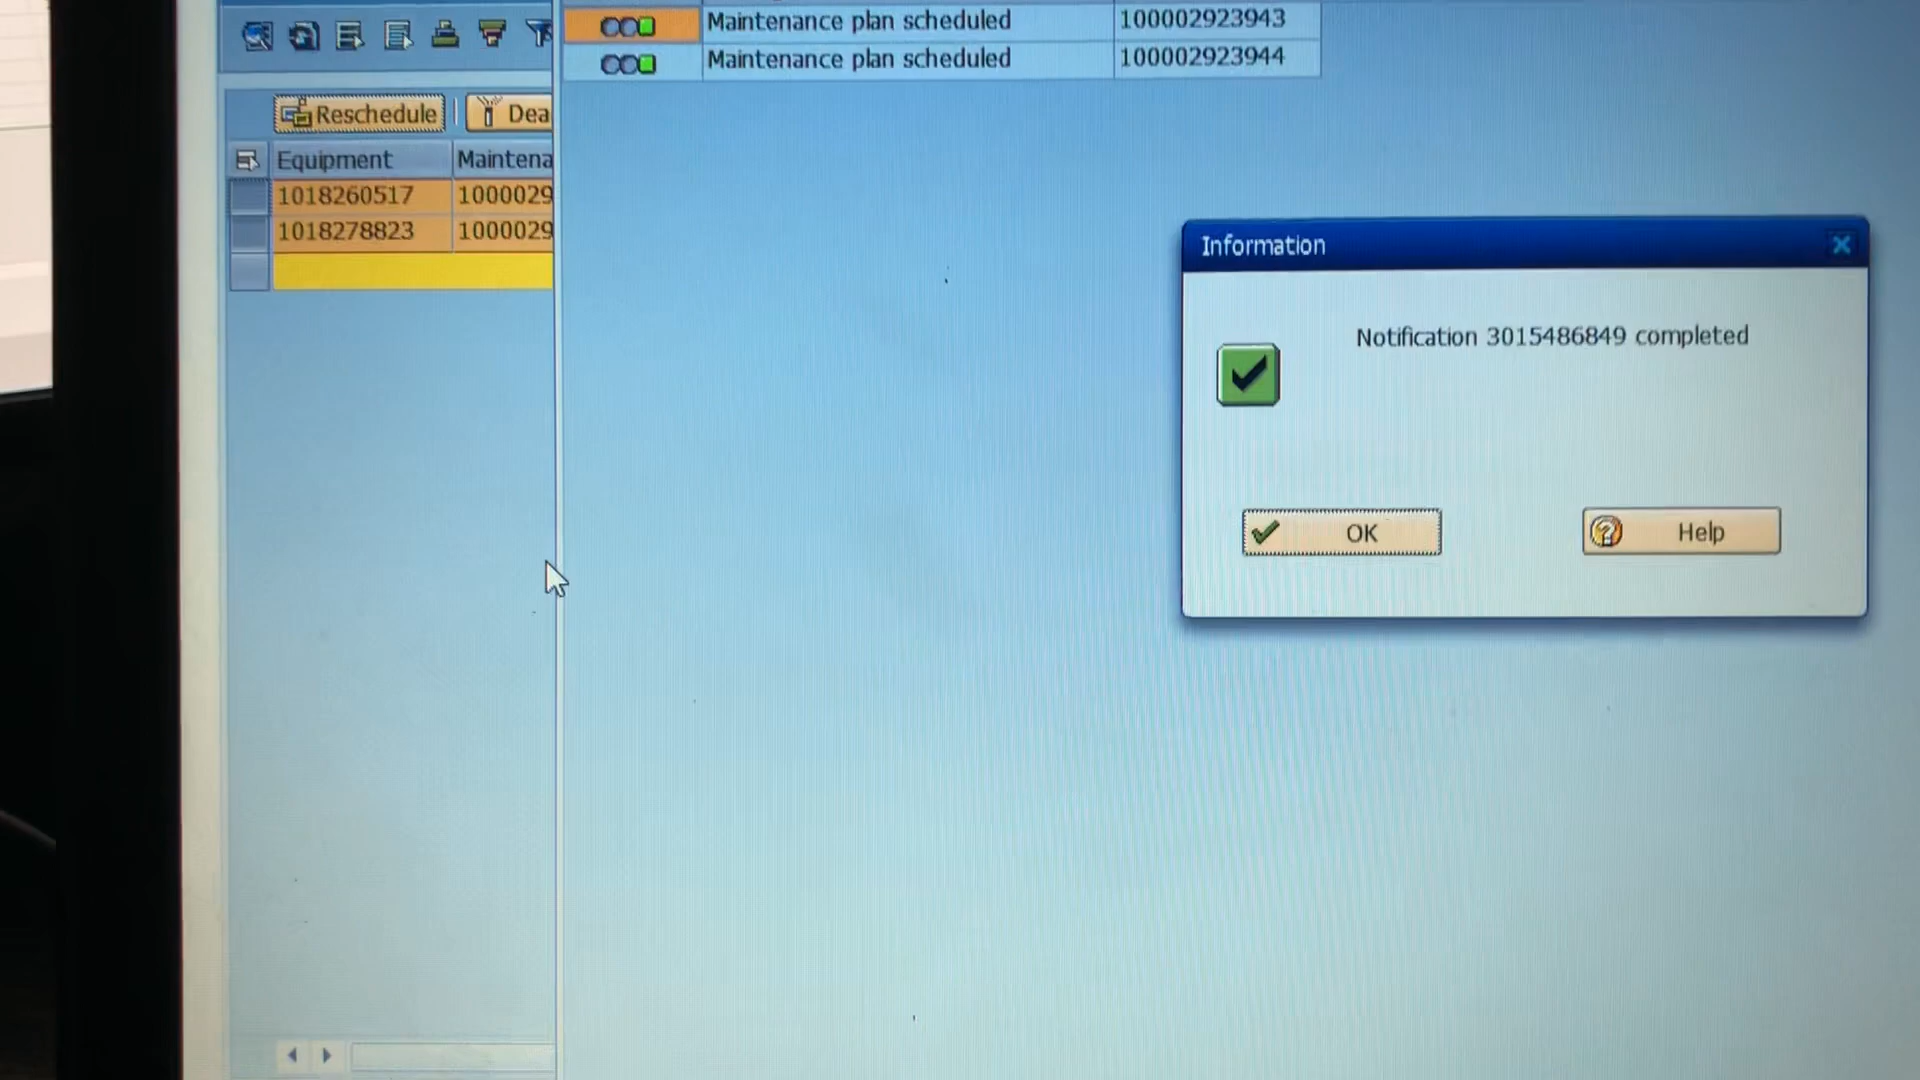 Maintenance plan scheduled 100002923943
Maintenance plan scheduled 100002923944
Reschedule Dea
Equipment Maintena
1018260517 1000029
1018278823 1000029
Information
Notification 3015486849 completed
OK Help